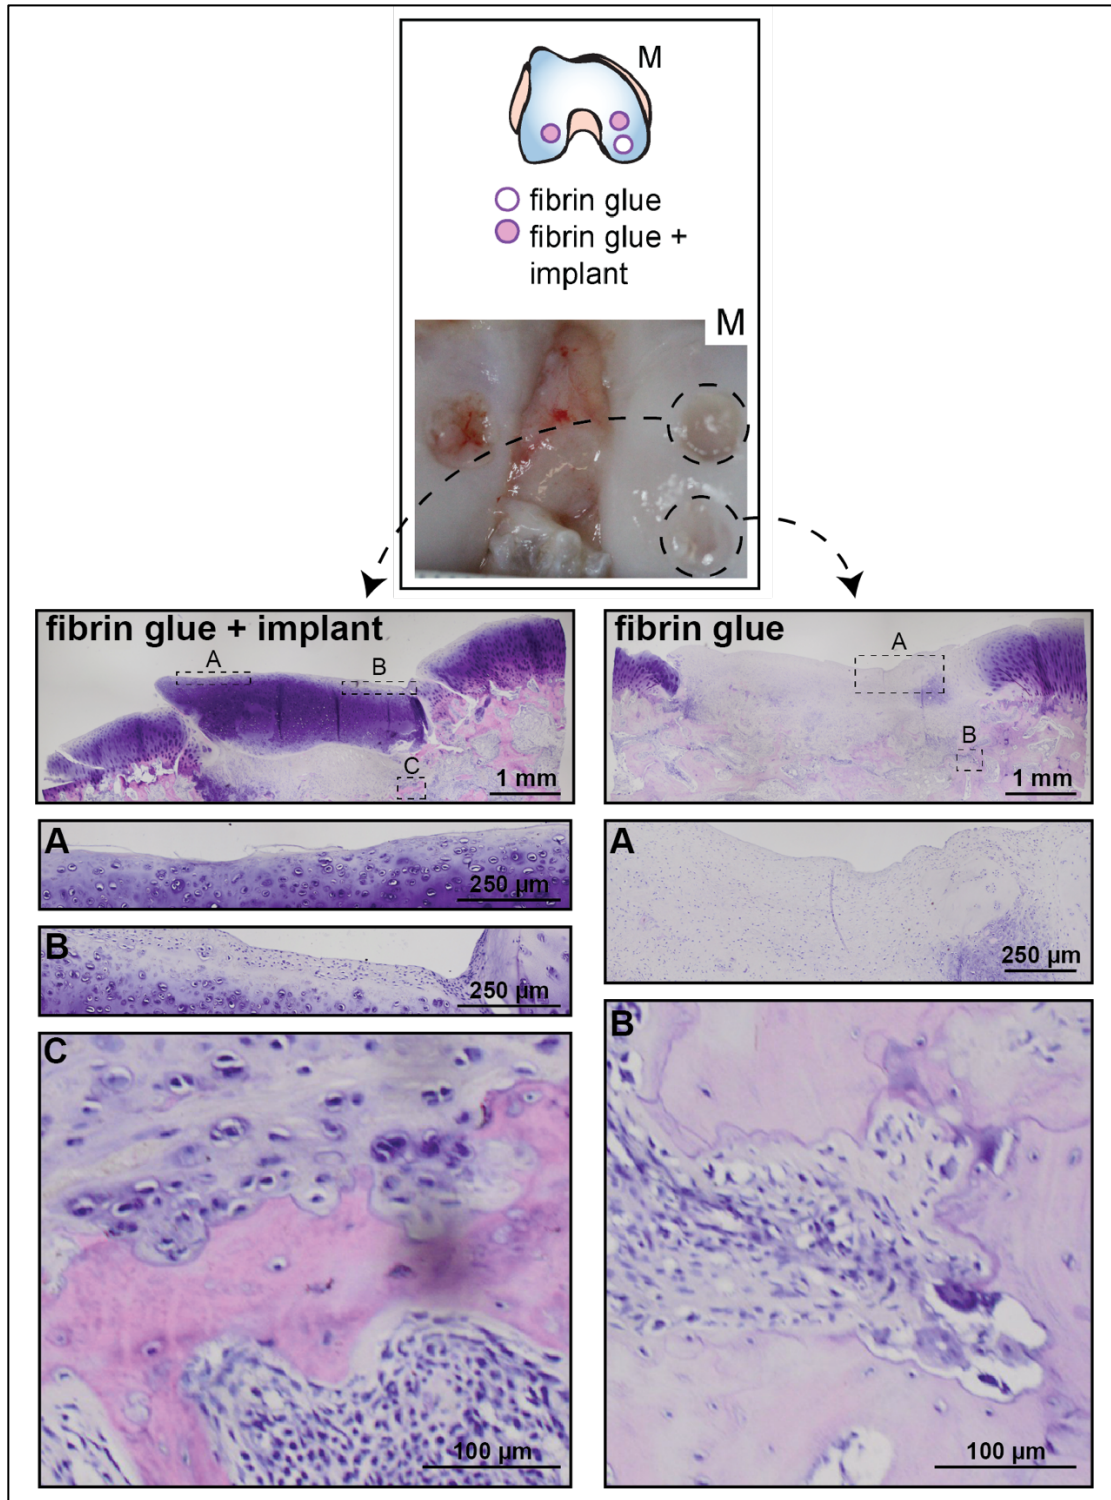 M
fibrin glue
fibrin glue +
implant
M
fibrin glue + implant
A
B
C
1 mm
fibrin glue
A
B
1 mm
A
250 µm
B
250 µm
C
100 µm
A
250 µm
B
100 µm